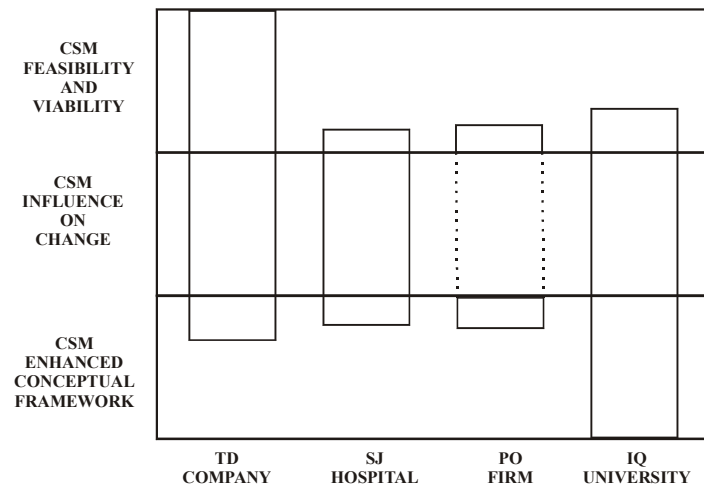 CSM
FEASIBILITY
AND
VIABILITY
CSM
INFLUENCE
ON
CHANGE
CSM
ENHANCED
CONCEPTUAL
FRAMEWORK
TD
COMPANY
SJ
HOSPITAL
PO
FIRM
IQ
UNIVERSITY